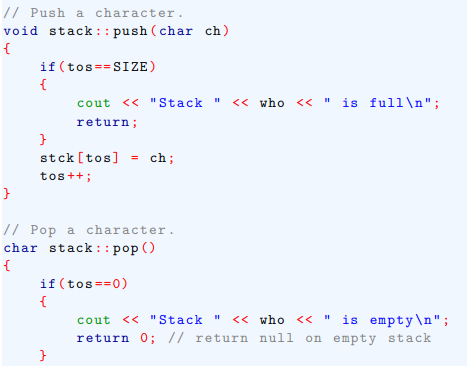 // Push a character.
void stack::push(char ch)
{
    if(tos==SIZE)
    {
        cout << "Stack " << who << " is full\n";
        return;
    }
    stck[tos] = ch;
    tos++;
}

// Pop a character.
char stack::pop()
{
    if(tos==0)
    {
        cout << "Stack " << who << " is empty\n";
        return 0; // return null on empty stack
    }